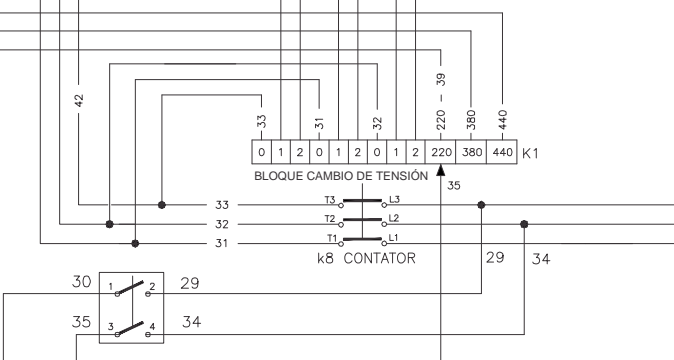 42
33
31
32
220 - 39
380
440
0 1 2 0 1 2 0 1 2 220 380 440 K1
BLOQUE CAMBIO DE TENSIÓN
35
33 T3 L3
32 T2 L2
31 T1 L1
k8 CONTATOR
29 34
30 1 2 29
35 3 4 34